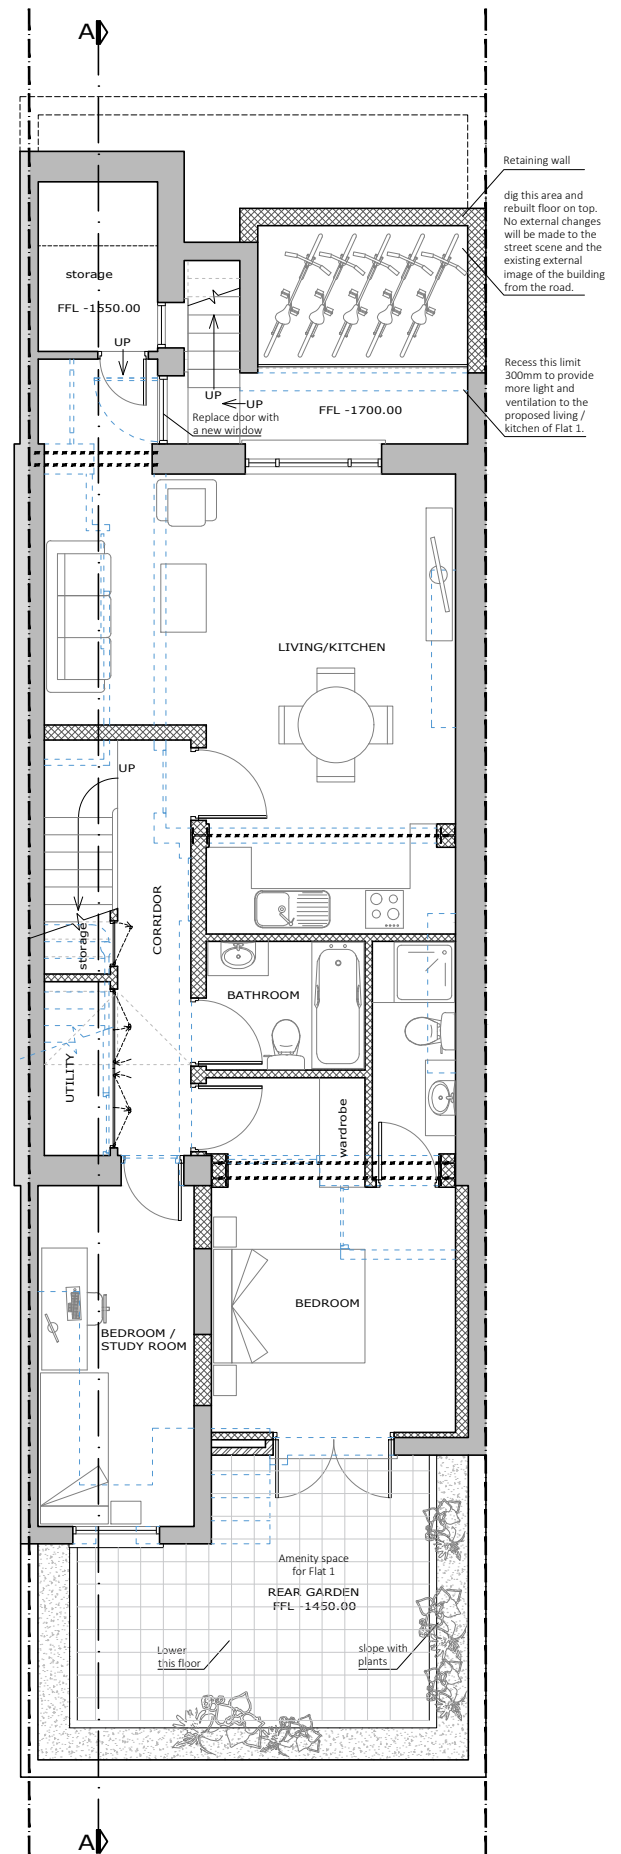 A
Retaining wall
dig this area and
rebuilt floor on top.
No external changes
will be made to the
street scene and the
existing external
image of the building
from the road.
storage
FFL -1550.00
UP
UP
UP
Replace door with
a new window
FFL -1700.00
Recess this limit
300mm to provide
more light and
ventilation to the
proposed living /
kitchen of Flat 1.
LIVING/KITCHEN
UP
CORRIDOR
storage
BATHROOM
UTILITY
wardrobe
BEDROOM
BEDROOM /
STUDY ROOM
Amenity space
for Flat 1
REAR GARDEN
FFL -1450.00
Lower
this floor
slope with
plants
A